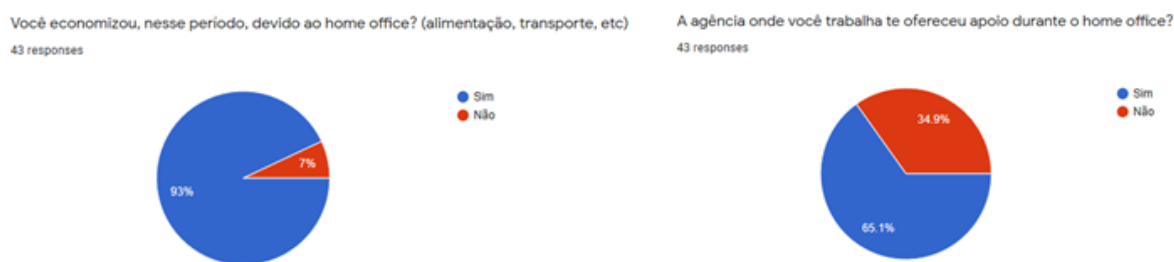 Você economizou, nesse período, devido ao home office? (alimentação, transporte, etc)
43 responses
Sim
Não
7%
93%
A agência onde você trabalha te ofereceu apoio durante o home office?
43 responses
Sim
Não
34.9%
65.1%